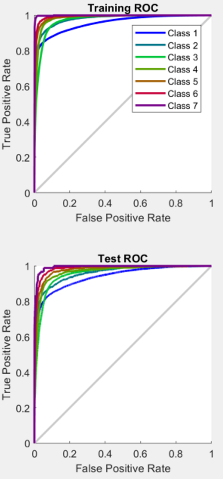 Training ROC
1
0.8
0.6
0.4
0.2
0
Class 1
Class 2
Class 3
Class 4
Class 5
Class 6
Class 7
True Positive Rate
0 0.2 0.4 0.6 0.8 1
False Positive Rate
Test ROC
1
0.8
0.6
0.4
0.2
0
True Positive Rate
0 0.2 0.4 0.6 0.8 1
False Positive Rate